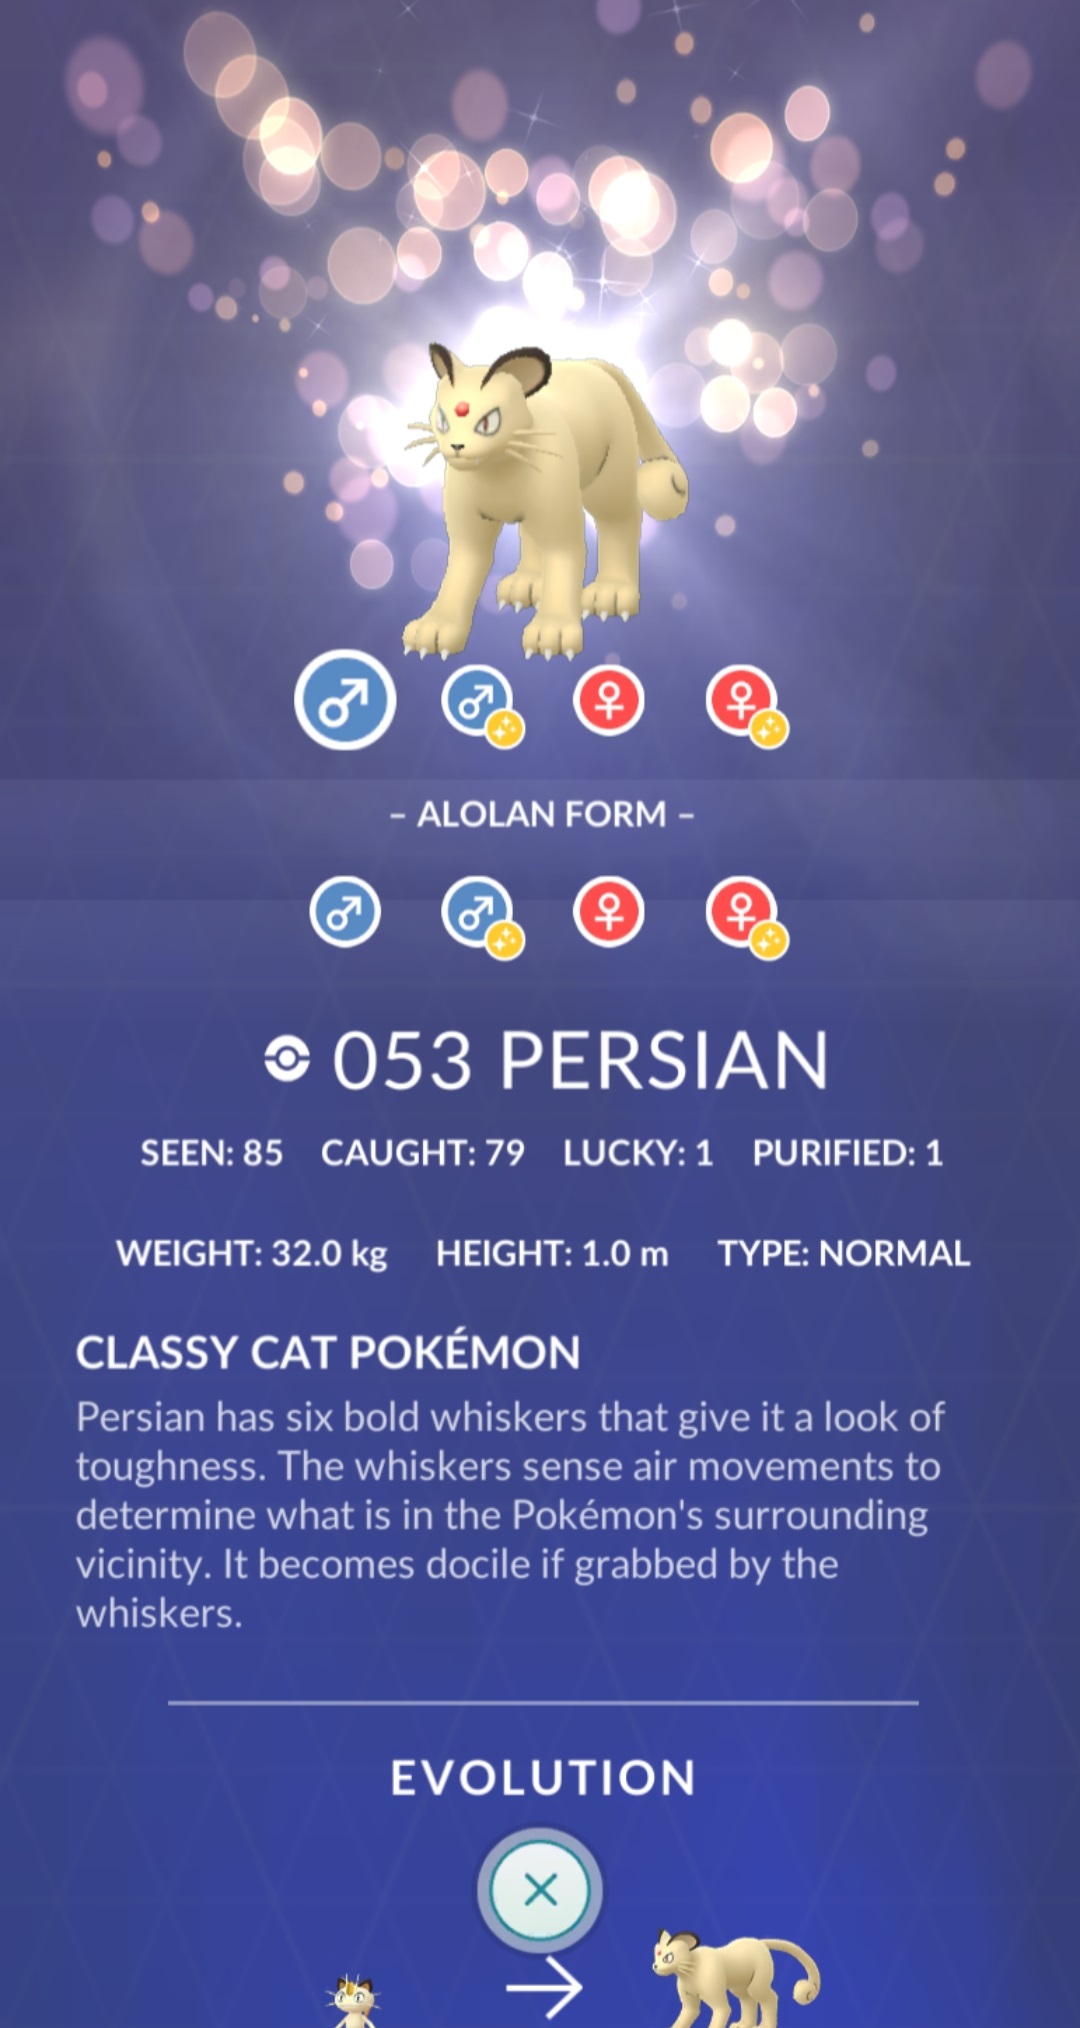 – ALOLAN FORM –
053 PERSIAN
SEEN: 85 CAUGHT: 79 LUCKY: 1 PURIFIED: 1
WEIGHT: 32.0 kg HEIGHT: 1.0 m TYPE: NORMAL
CLASSY CAT POKÉMON
Persian has six bold whiskers that give it a look of
toughness. The whiskers sense air movements to
determine what is in the Pokémon's surrounding
vicinity. It becomes docile if grabbed by the
whiskers.
EVOLUTION